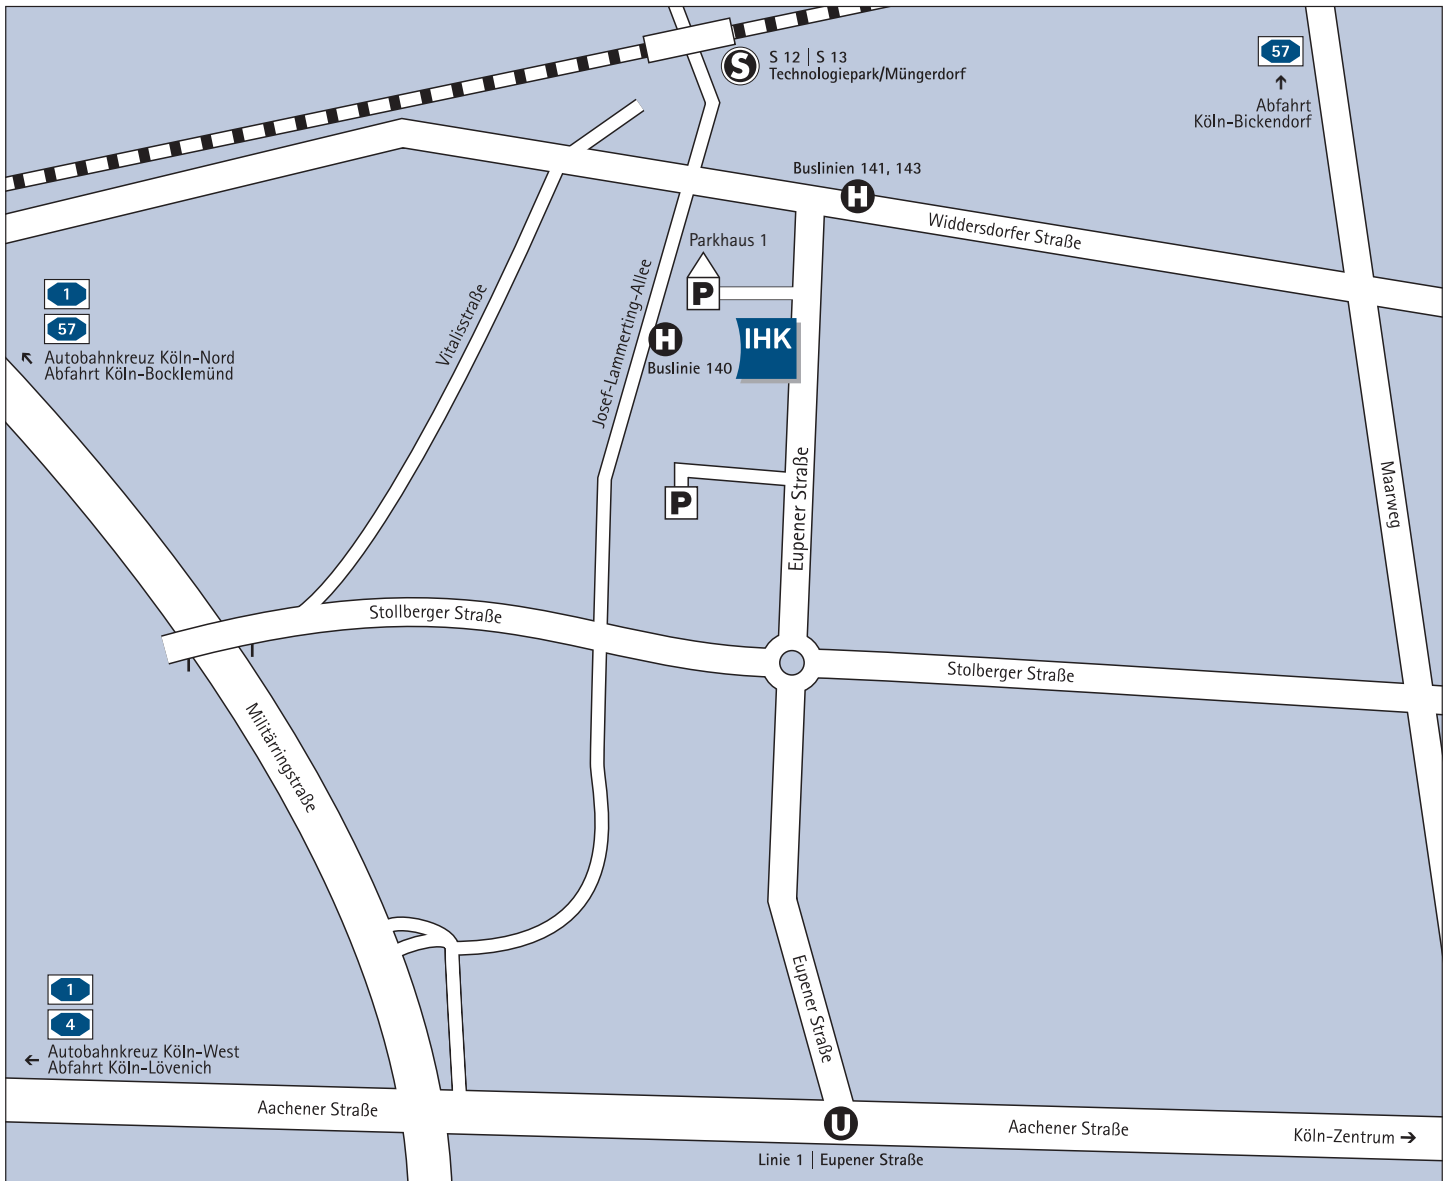 S
S 12 | S 13
Technologiepark/Müngerdorf
57
Abfahrt
Köln-Bickendorf
Buslinien 141, 143
H
Widdersdorfer Straße
Parkhaus 1
P
1
57
Autobahnkreuz Köln-Nord
Abfahrt Köln-Bocklemünd
Vitalisstraße
Josef-Lammerting-Allee
H
Buslinie 140
IHK
Eupener Straße
P
Maarweg
Stollberger Straße
Stolberger Straße
Militärringstraße
Eupener Straße
1
4
Autobahnkreuz Köln-West
Abfahrt Köln-Lövenich
Aachener Straße
U
Aachener Straße
Köln-Zentrum
Linie 1 | Eupener Straße